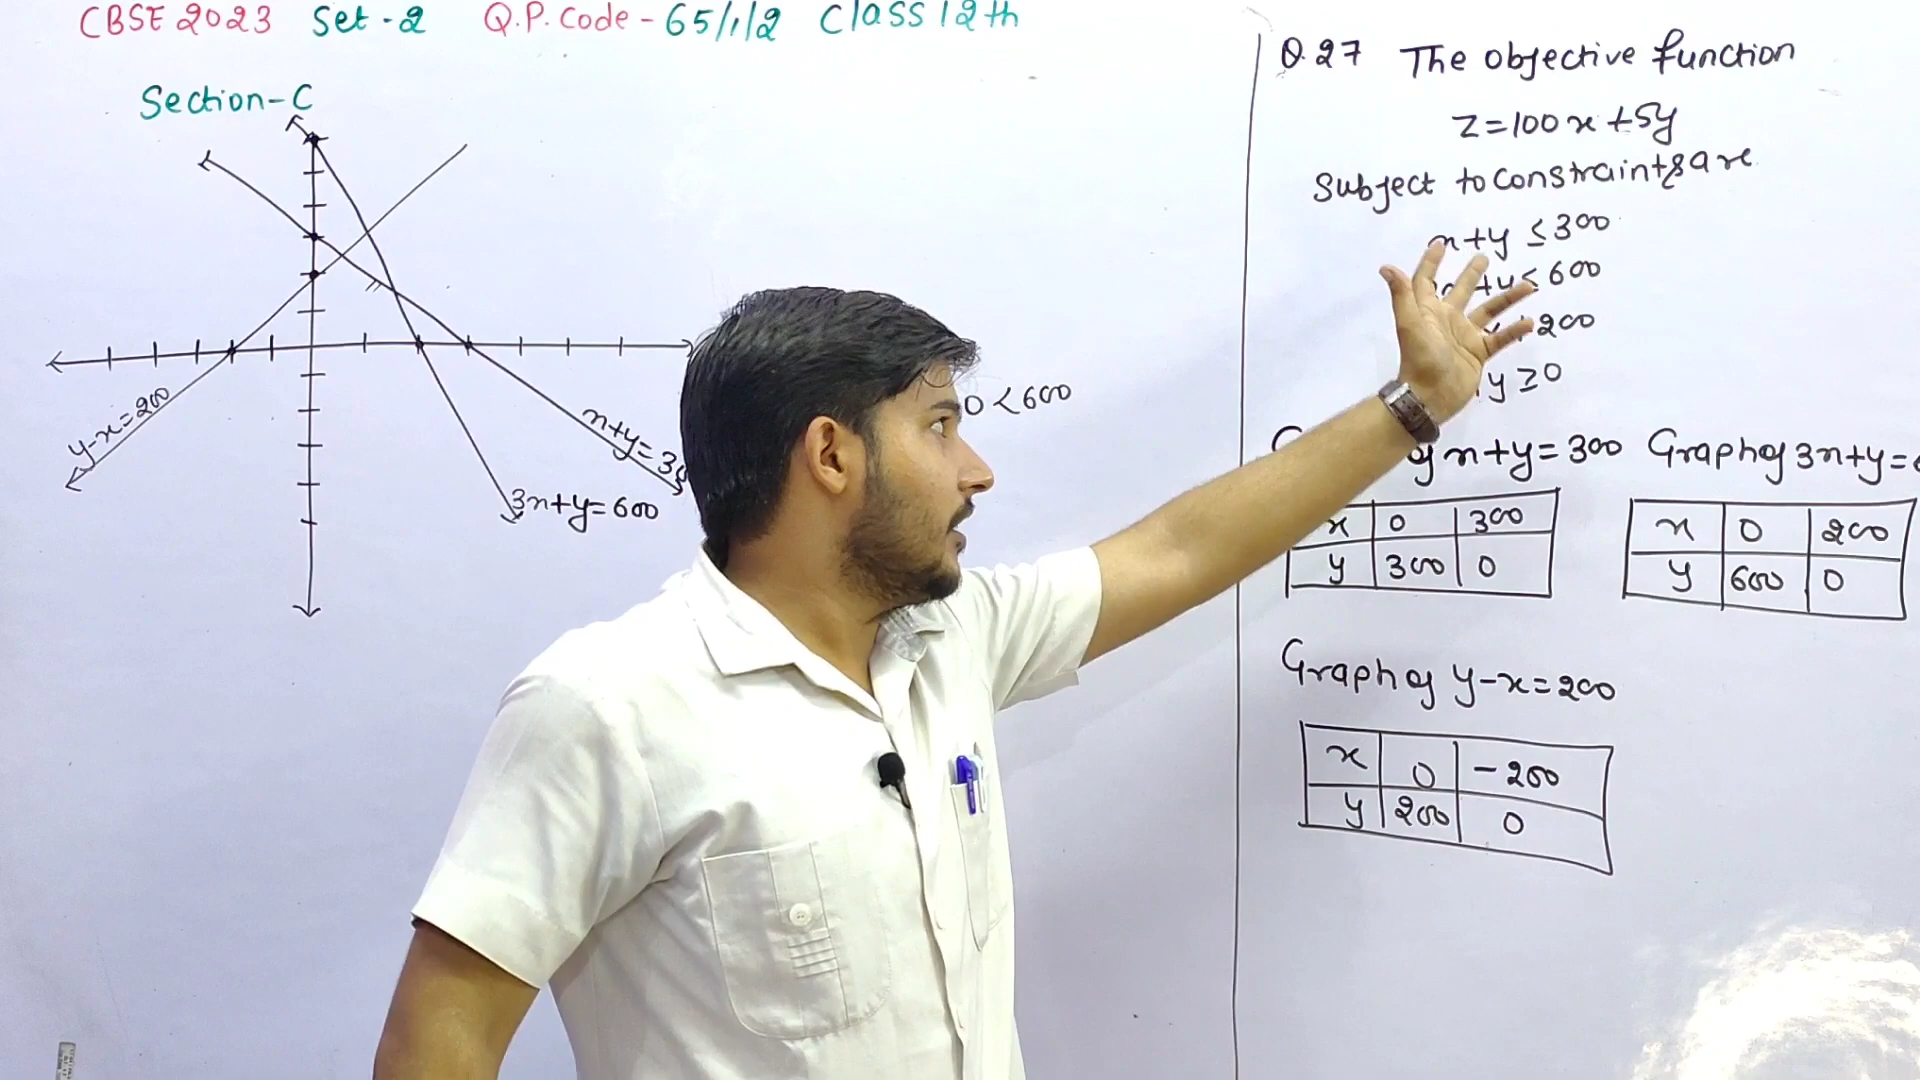 CBSE 2023 Set-2 Q.P. Code - 65/1/2 Class 12th
Section-C
y-x=200
x+y=30
3x+y=600
0<600
Q.27 The objective function
Z=100x+5y
Subject to constraints are
x+y≤300
+y≤600
200
y≥0
of x+y=300 Graph of 3x+y=
x 0 300
y 300 0
x 0 200
y 600 0
Graph of y-x=200
x 0 -200
y 200 0